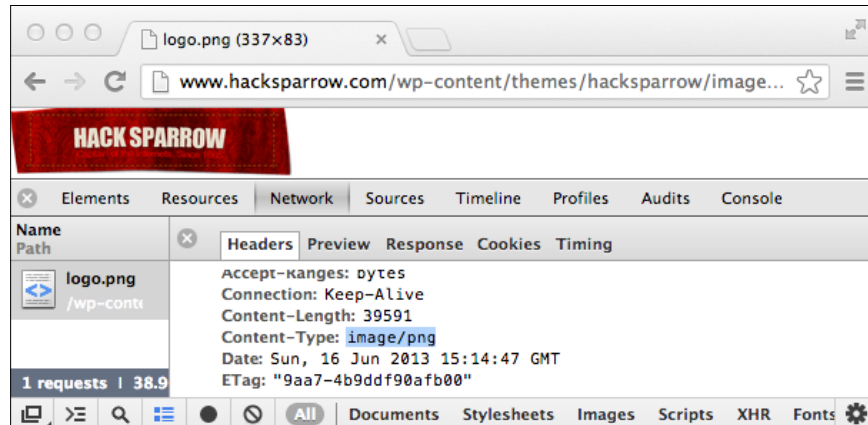 logo.png (337×83)
www.hacksparrow.com/wp-content/themes/hacksparrow/image...
HACK SPARROW
Elements Resources Network Sources Timeline Profiles Audits Console
Name
Path
Headers Preview Response Cookies Timing
logo.png
/wp-conte
Accept-Ranges: bytes
Connection: Keep-Alive
Content-Length: 39591
Content-Type: image/png
Date: Sun, 16 Jun 2013 15:14:47 GMT
ETag: "9aa7-4b9ddf90afb00"
1 requests | 38.9
All Documents Stylesheets Images Scripts XHR Fonts